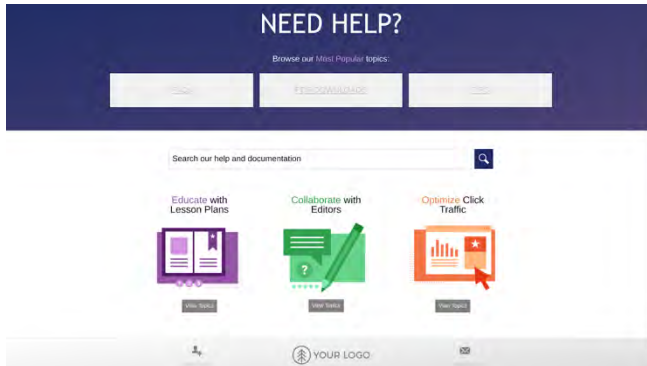 NEED HELP?
Browse our Most Popular topics:
Search our help and documentation
Educate with
Lesson Plans
Collaborate with
Editors
Optimize Click
Traffic
?
View Topics
View Topics
View Topics
YOUR LOGO